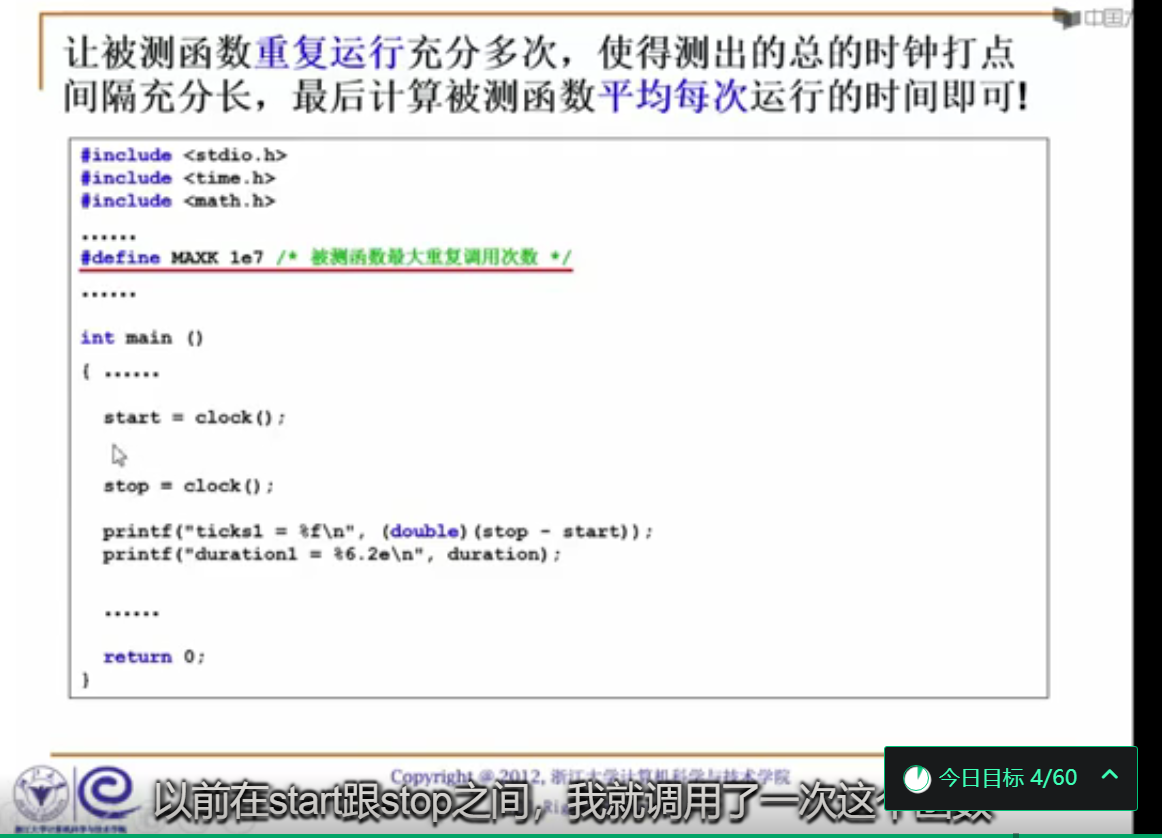 中国大
让被测函数重复运行充分多次，使得测出的总的时钟打点
间隔充分长，最后计算被测函数平均每次运行的时间即可!
#include <stdio.h>
#include <time.h>
#include <math.h>
......
#define MAXK 1e7 /* 被测函数最大重复调用次数 */
......
int main ()
{ ......
start = clock();
stop = clock();
printf("ticks1 = %f\n", (double)(stop - start));
printf("duration1 = %6.2e\n", duration);
......
return 0;
}
Copyright @ 2012, 浙江大学计算机科学与技术学院
以前在start跟stop之间，我就调用了一次这个函数
今日目标 4/60